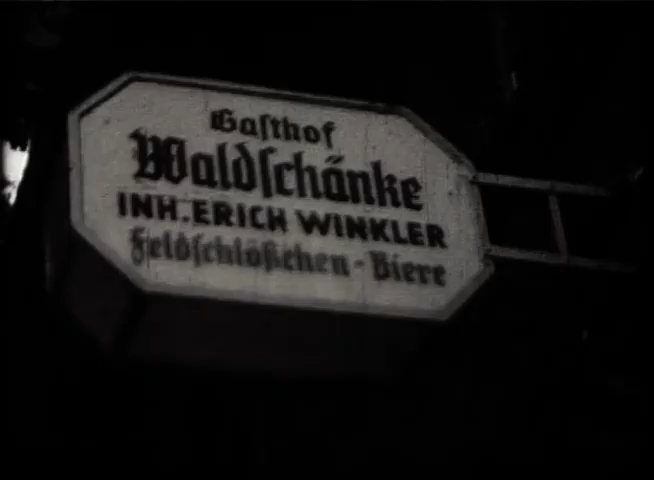 Gasthof
Waldschänke
INH. ERICH WINKLER
Feldschlößchen-Biere